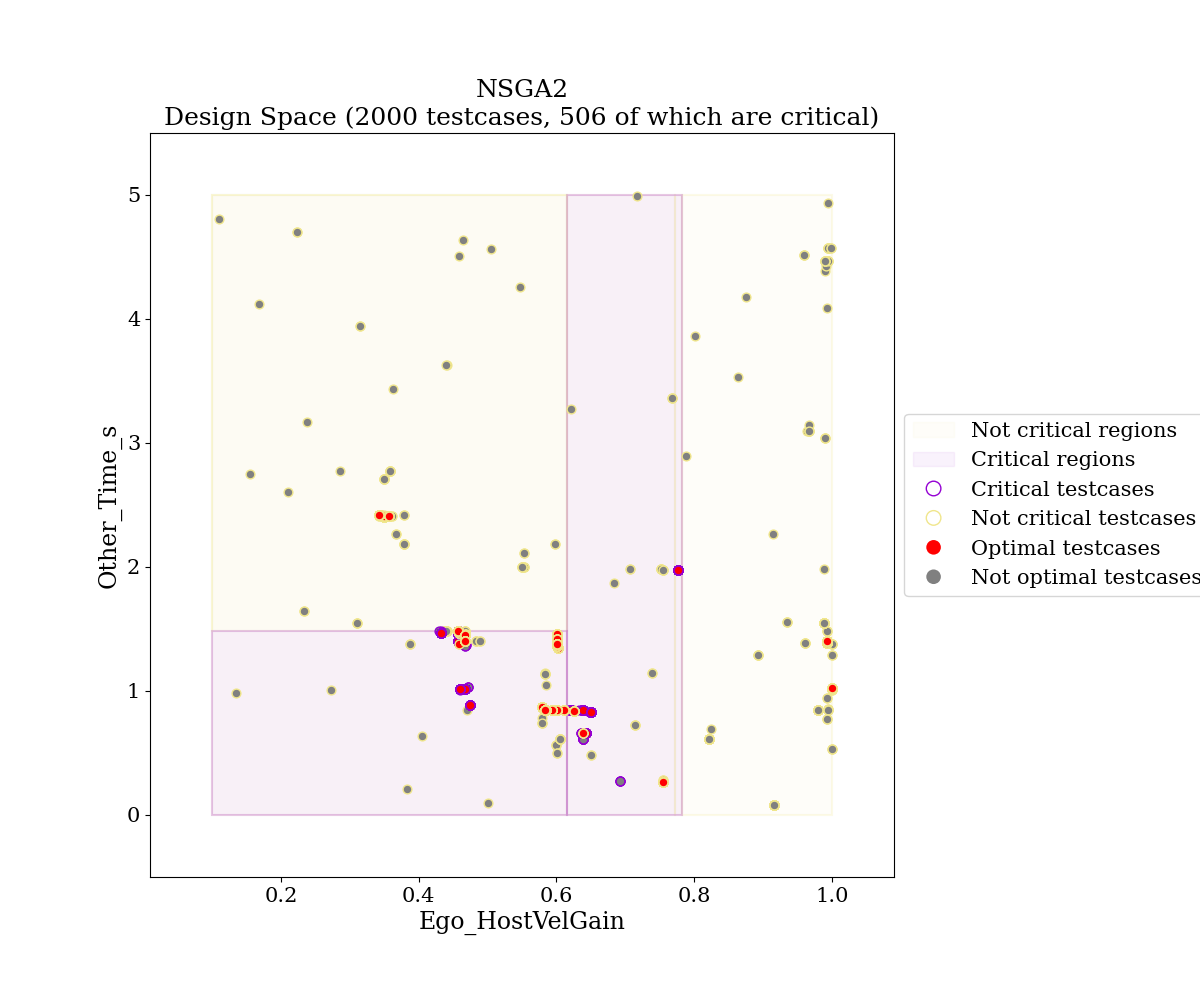 NSGA2
Design Space (2000 testcases, 506 of which are critical)
5
4
3
2
1
0
Other_Time_s
0.2
0.4
0.6
0.8
1.0
Ego_HostVelGain
Not critical regions
Critical regions
Critical testcases
Not critical testcases
Optimal testcases
Not optimal testcases